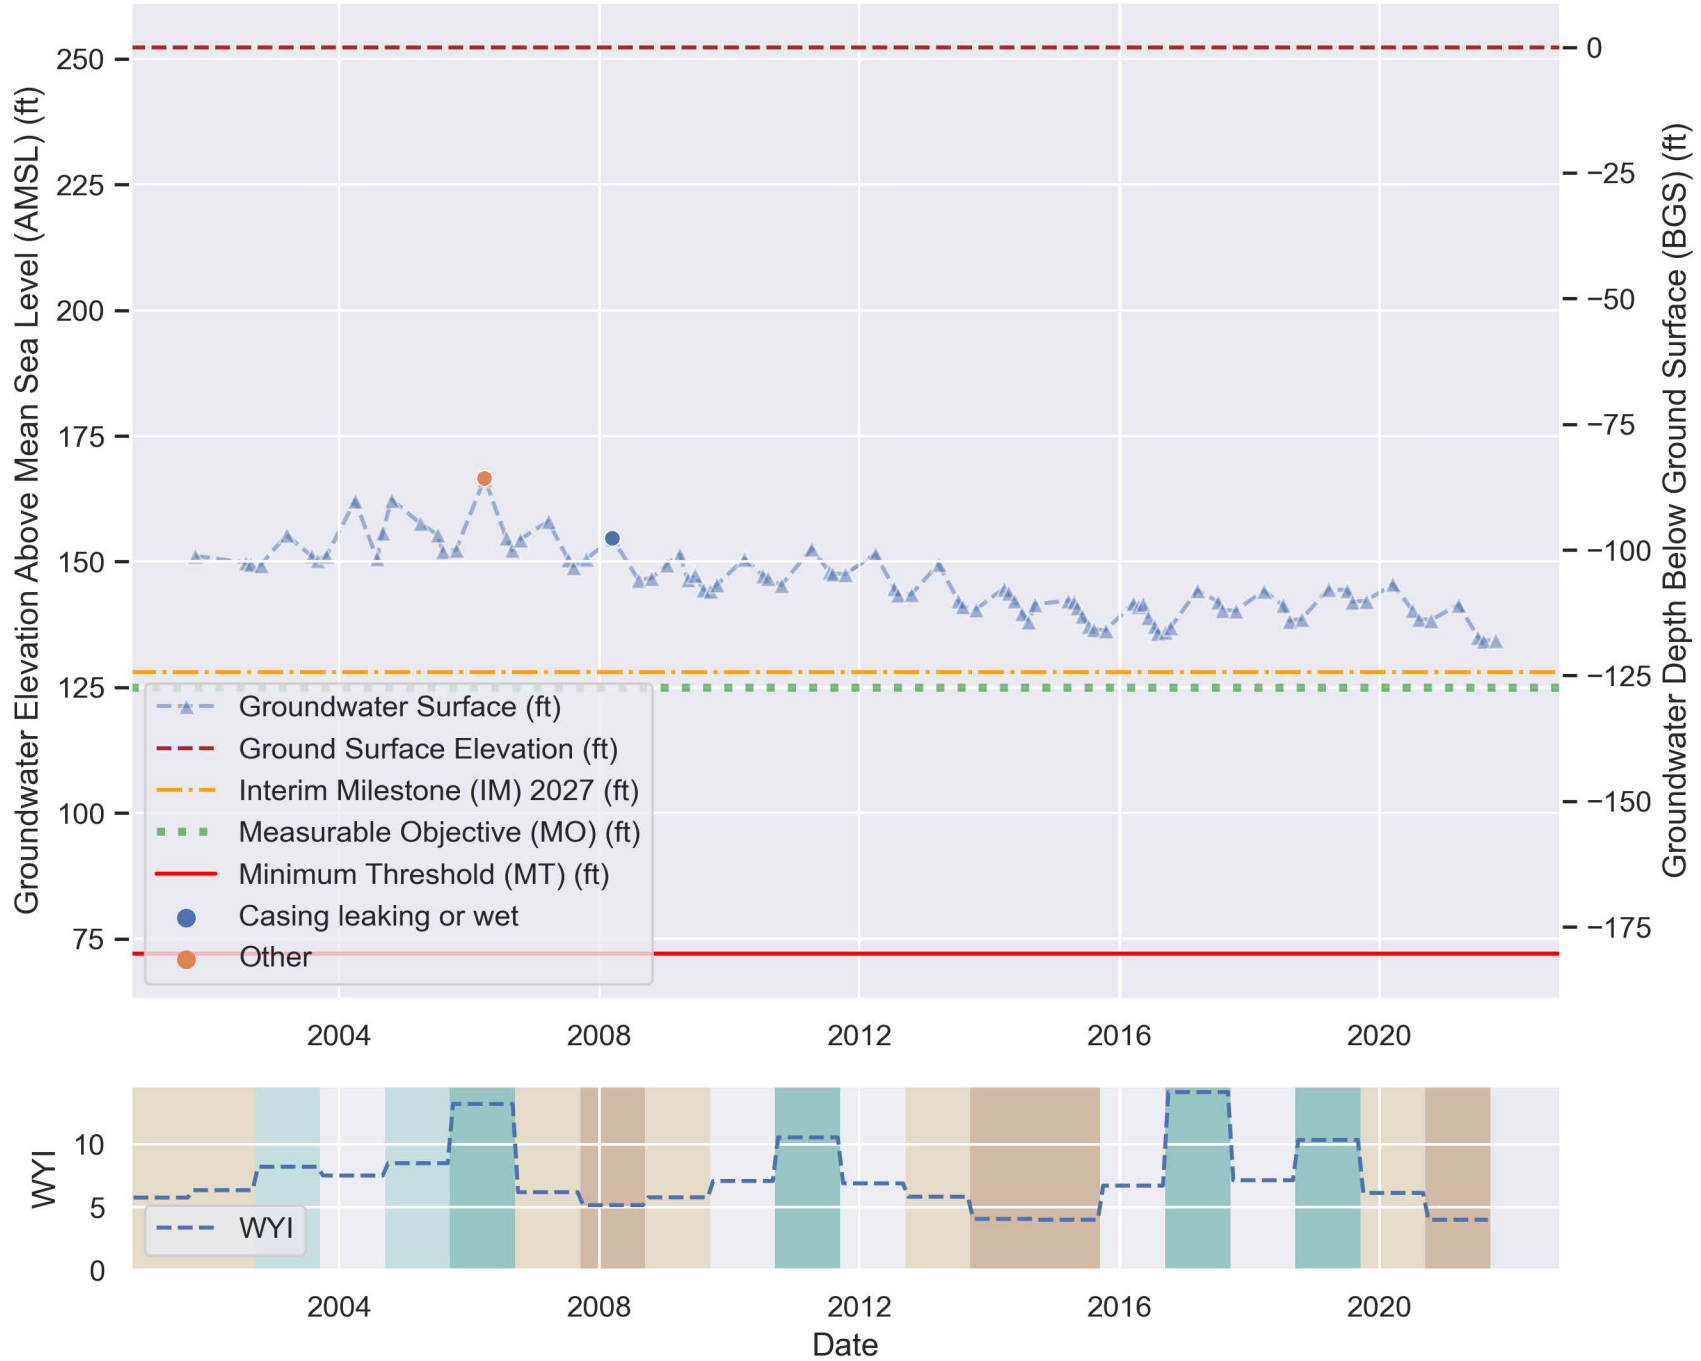 Groundwater Elevation Above Mean Sea Level (AMSL) (ft)
250
225
200
175
150
125
100
75
0
−25
−50
−75
−100
−125
−150
−175
Groundwater Depth Below Ground Surface (BGS) (ft)
Groundwater Surface (ft)
Ground Surface Elevation (ft)
Interim Milestone (IM) 2027 (ft)
Measurable Objective (MO) (ft)
Minimum Threshold (MT) (ft)
Casing leaking or wet
Other
2004 2008 2012 2016 2020
WYI
10
5
0
WYI
2004 2008 2012 2016 2020
Date